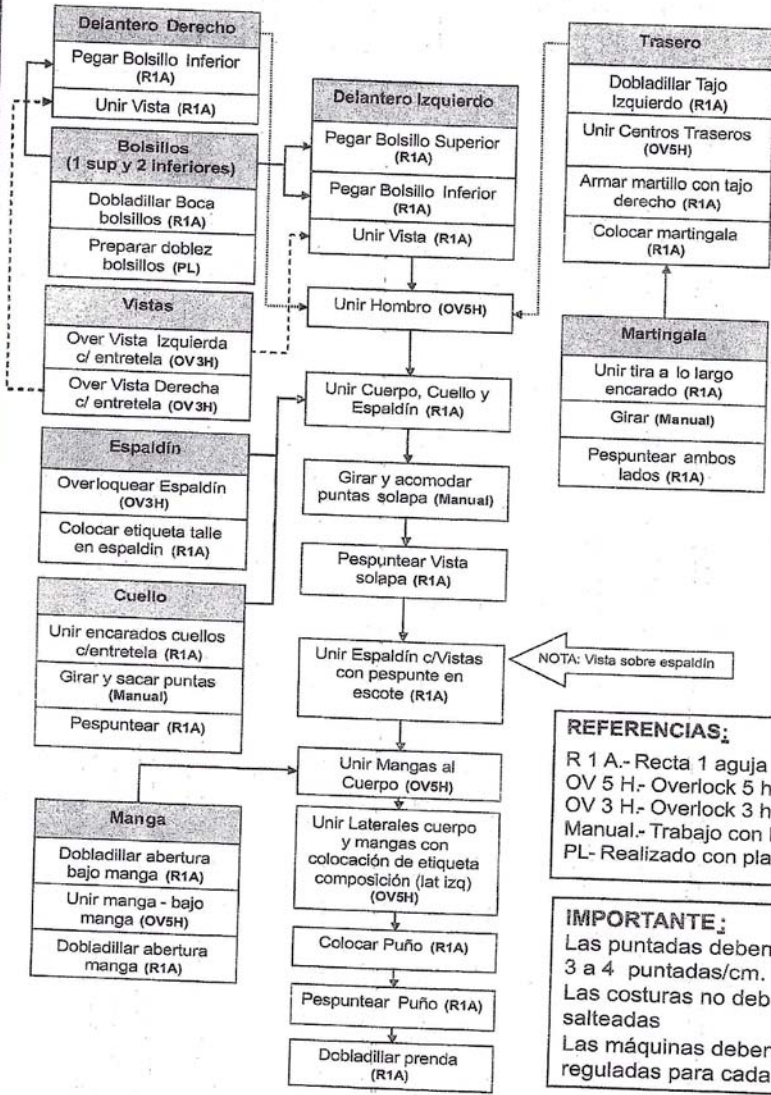 Delantero Derecho
Pegar Bolsillo Inferior
(R1A)
Unir Vista (R1A)
Bolsillos
(1 sup y 2 inferiores)
Dobladillar Boca
bolsillos (R1A)
Preparar doblez
bolsillos (PL)
Vistas
Over Vista Izquierda
c/ entretela (OV3H)
Over Vista Derecha
c/ entretela (OV3H)
Espaldín
Overloquear Espaldín
(OV3H)
Colocar etiqueta talle
en espaldin (R1A)
Cuello
Unir encarados cuellos
c/entretela (R1A)
Girar y sacar puntas
(Manual)
Pespuntear (R1A)
Manga
Dobladillar abertura
bajo manga (R1A)
Unir manga - bajo
manga (OV5H)
Dobladillar abertura
manga (R1A)
Delantero Izquierdo
Pegar Bolsillo Superior
(R1A)
Pegar Bolsillo Inferior
(R1A)
Unir Vista (R1A)
Unir Hombro (OV5H)
Unir Cuerpo, Cuello y
Espaldín (R1A)
Girar y acomodar
puntas solapa (Manual)
Pespuntear Vista
solapa (R1A)
Unir Espaldín c/Vistas
con pespunte en
escote (R1A)
NOTA: Vista sobre espaldín
Unir Mangas al
Cuerpo (OV5H)
Unir Laterales cuerpo
y mangas con
colocación de etiqueta
composición (lat izq)
(OV5H)
Colocar Puño (R1A)
Pespuntear Puño (R1A)
Dobladillar prenda
(R1A)
Trasero
Dobladillar Tajo
Izquierdo (R1A)
Unir Centros Traseros
(OV5H)
Armar martillo con tajo
derecho (R1A)
Colocar martingala
(R1A)
Martingala
Unir tira a lo largo
encarado (R1A)
Girar (Manual)
Pespuntear ambos
lados (R1A)
REFERENCIAS:
R 1 A.- Recta 1 aguja
OV 5 H.- Overlock 5 h
OV 3 H.- Overlock 3 h
Manual.- Trabajo con
PL- Realizado con pla
IMPORTANTE:
Las puntadas deben
3 a 4 puntadas/cm.
Las costuras no deb
salteadas
Las máquinas deben
reguladas para cada